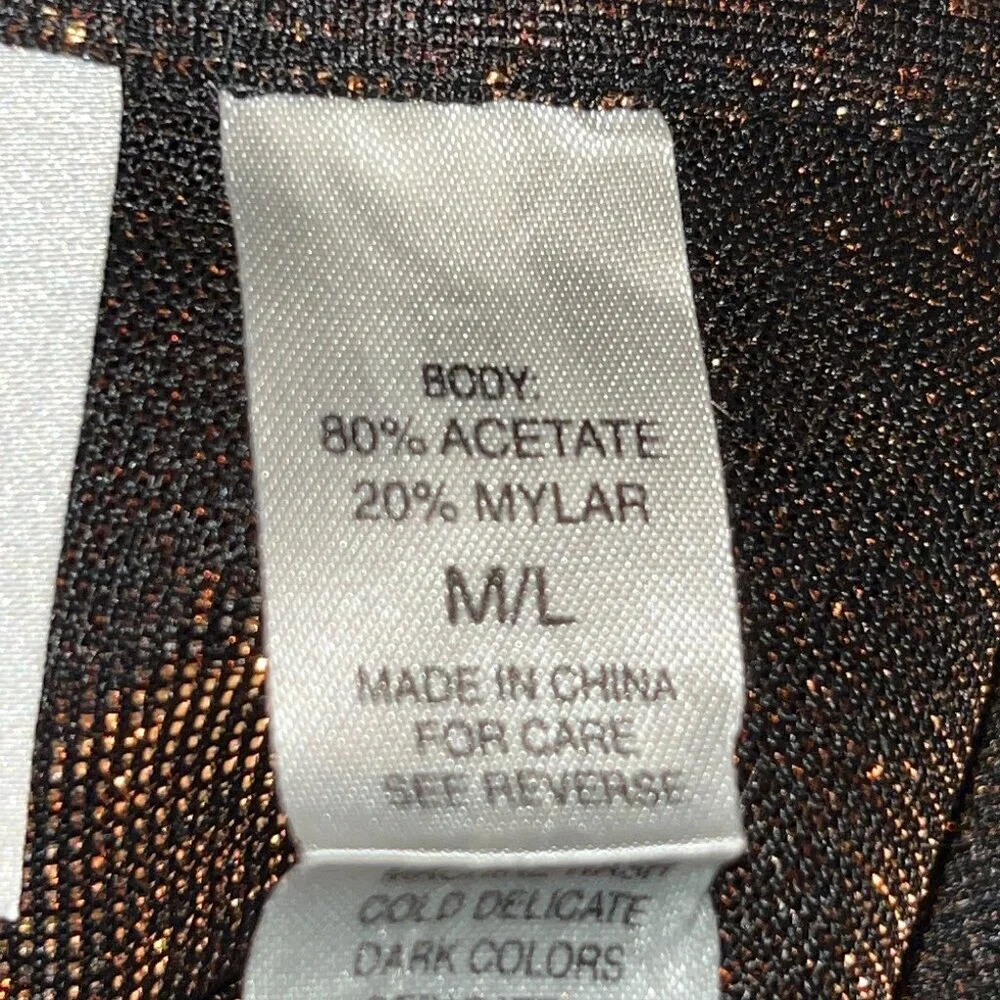 BODY:
80% ACETATE
20% MYLAR
M/L
MADE IN CHINA
FOR CARE
SEE REVERSE
COLD DELICATE
DARK COLORS